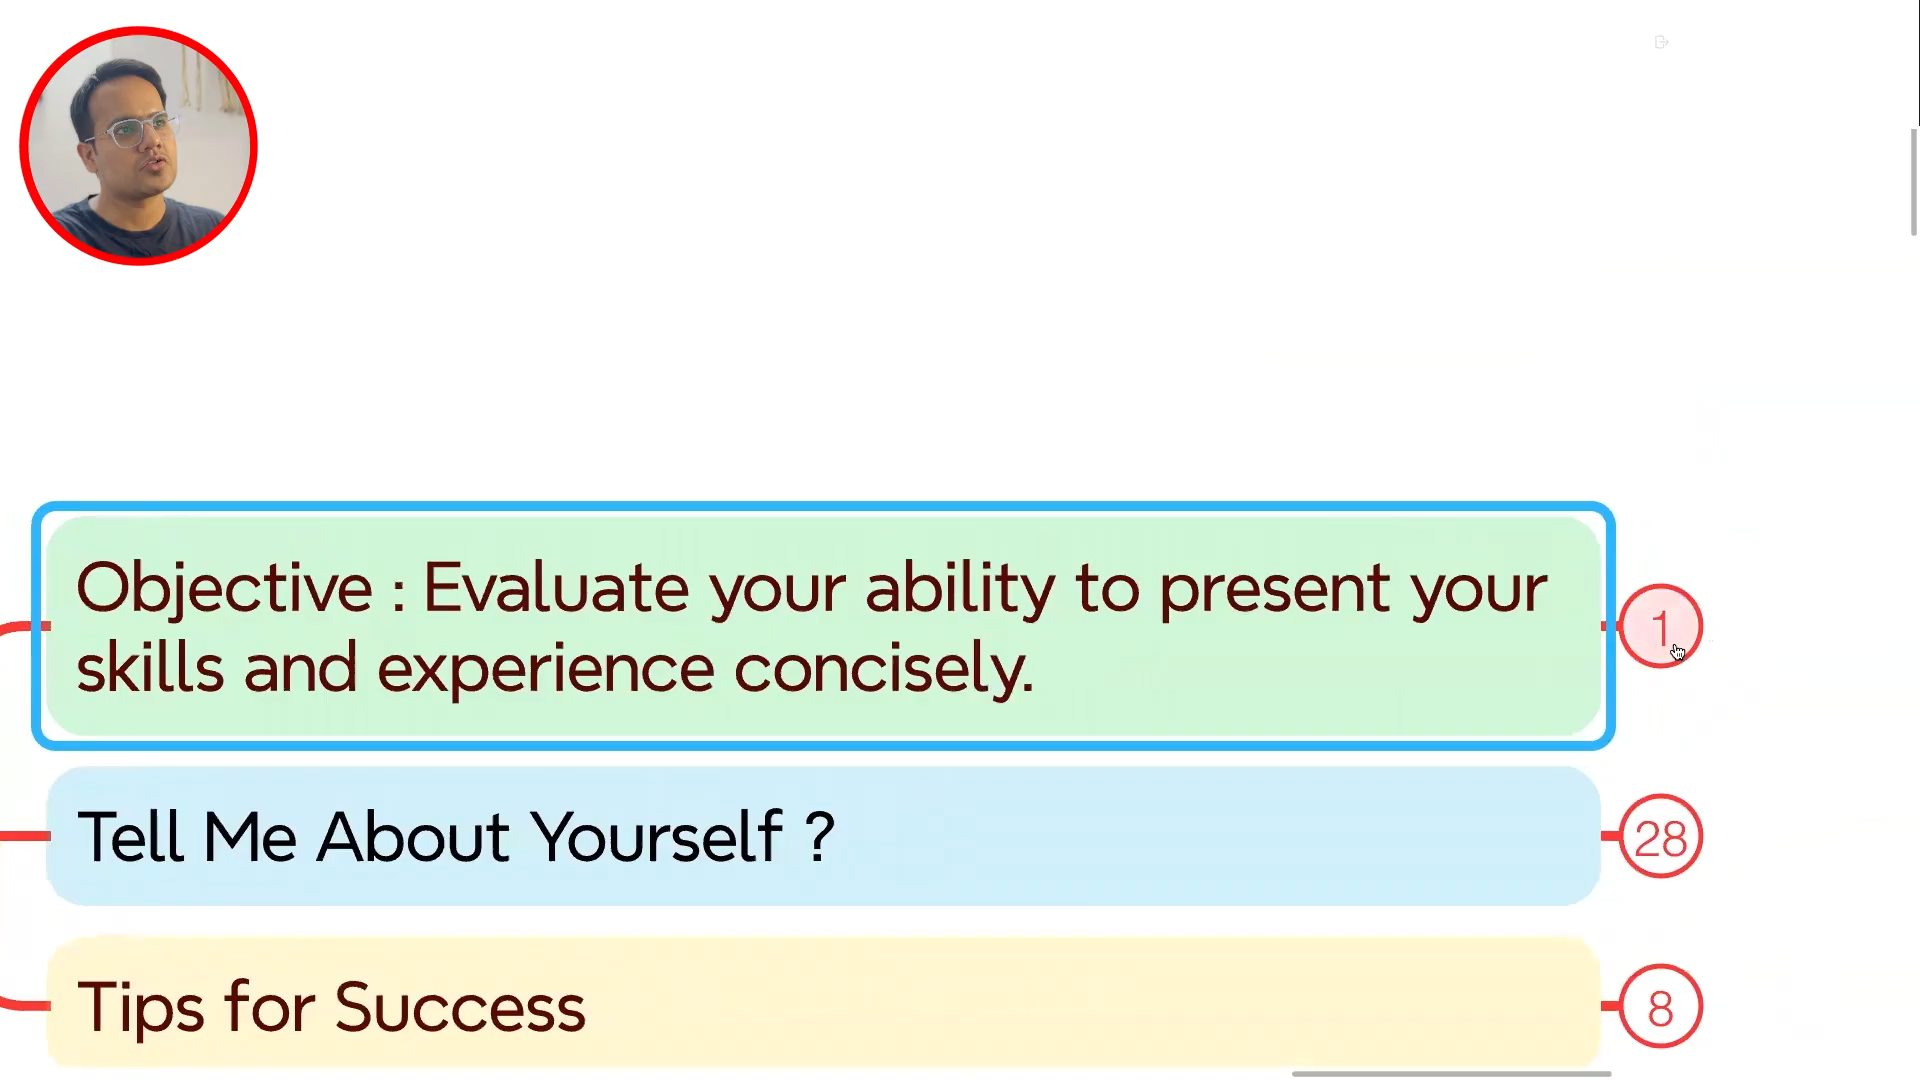 Objective : Evaluate your ability to present your
skills and experience concisely.
1
Tell Me About Yourself ?
28
Tips for Success
8